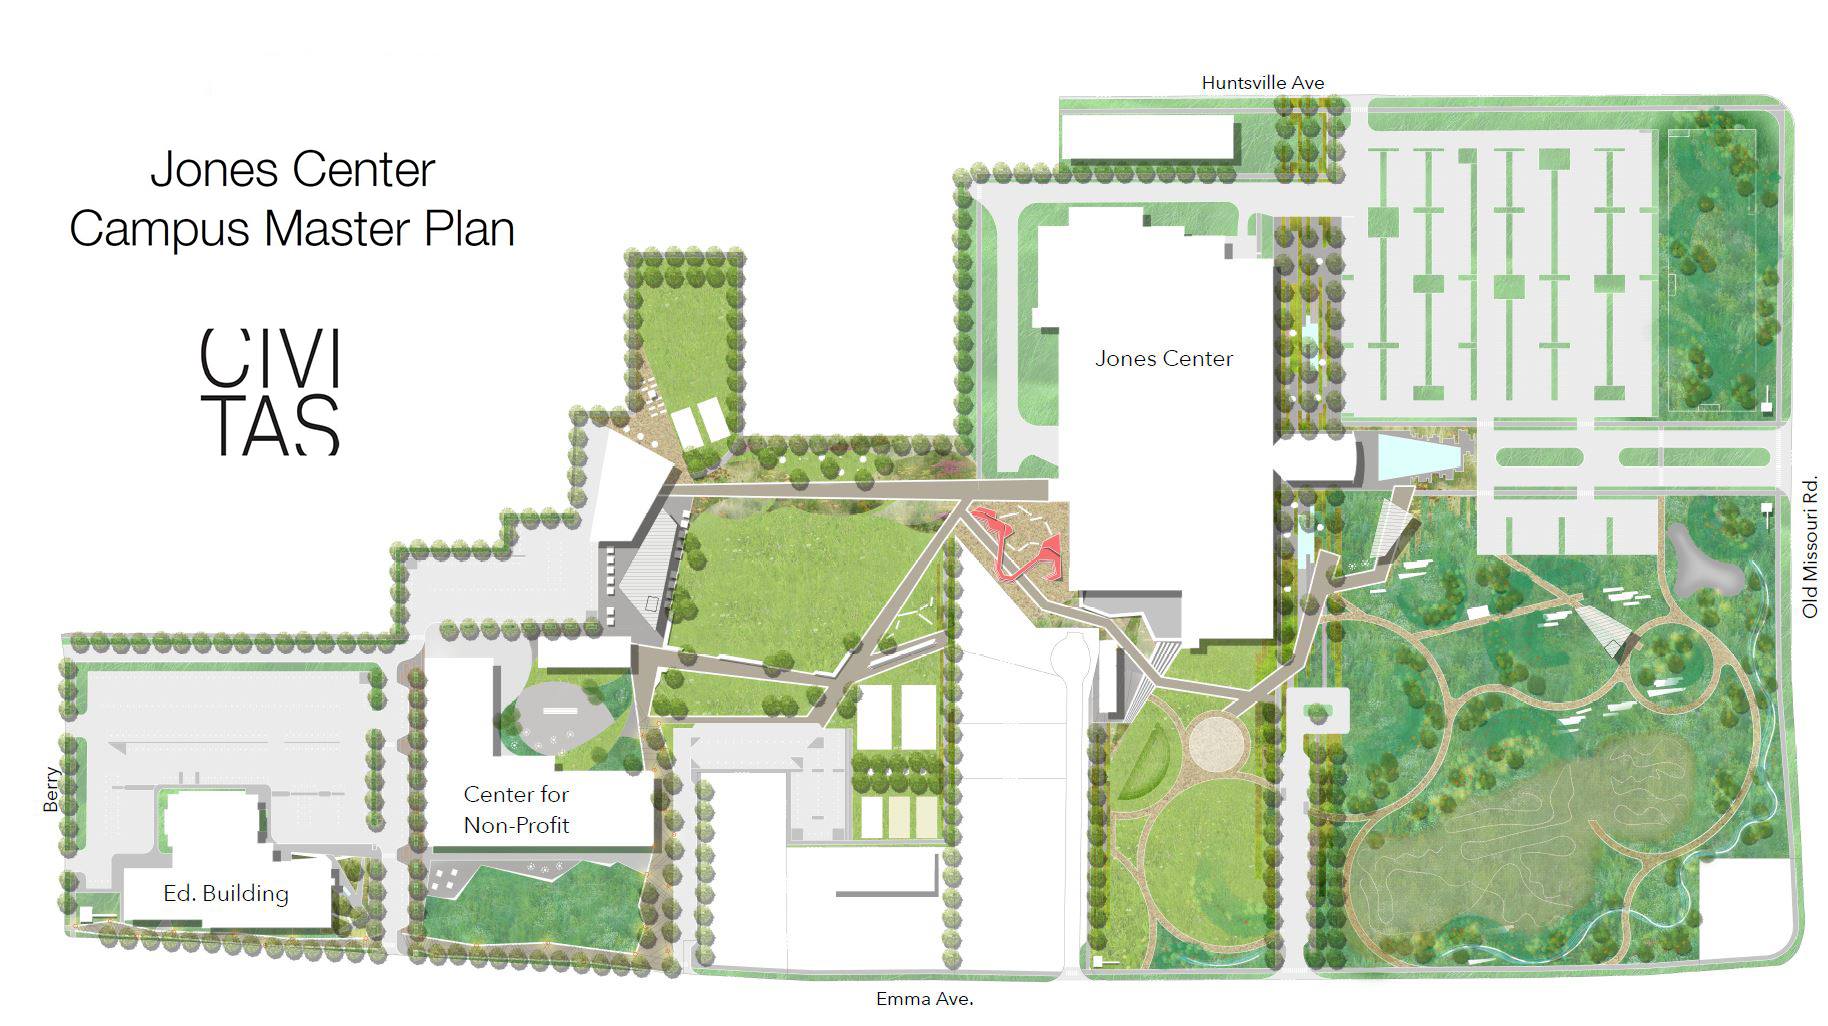 Huntsville Ave
Jones Center
Campus Master Plan
CIVI
TAS
Jones Center
Old Missouri Rd.
Berry
Center for
Non-Profit
Ed. Building
Emma Ave.